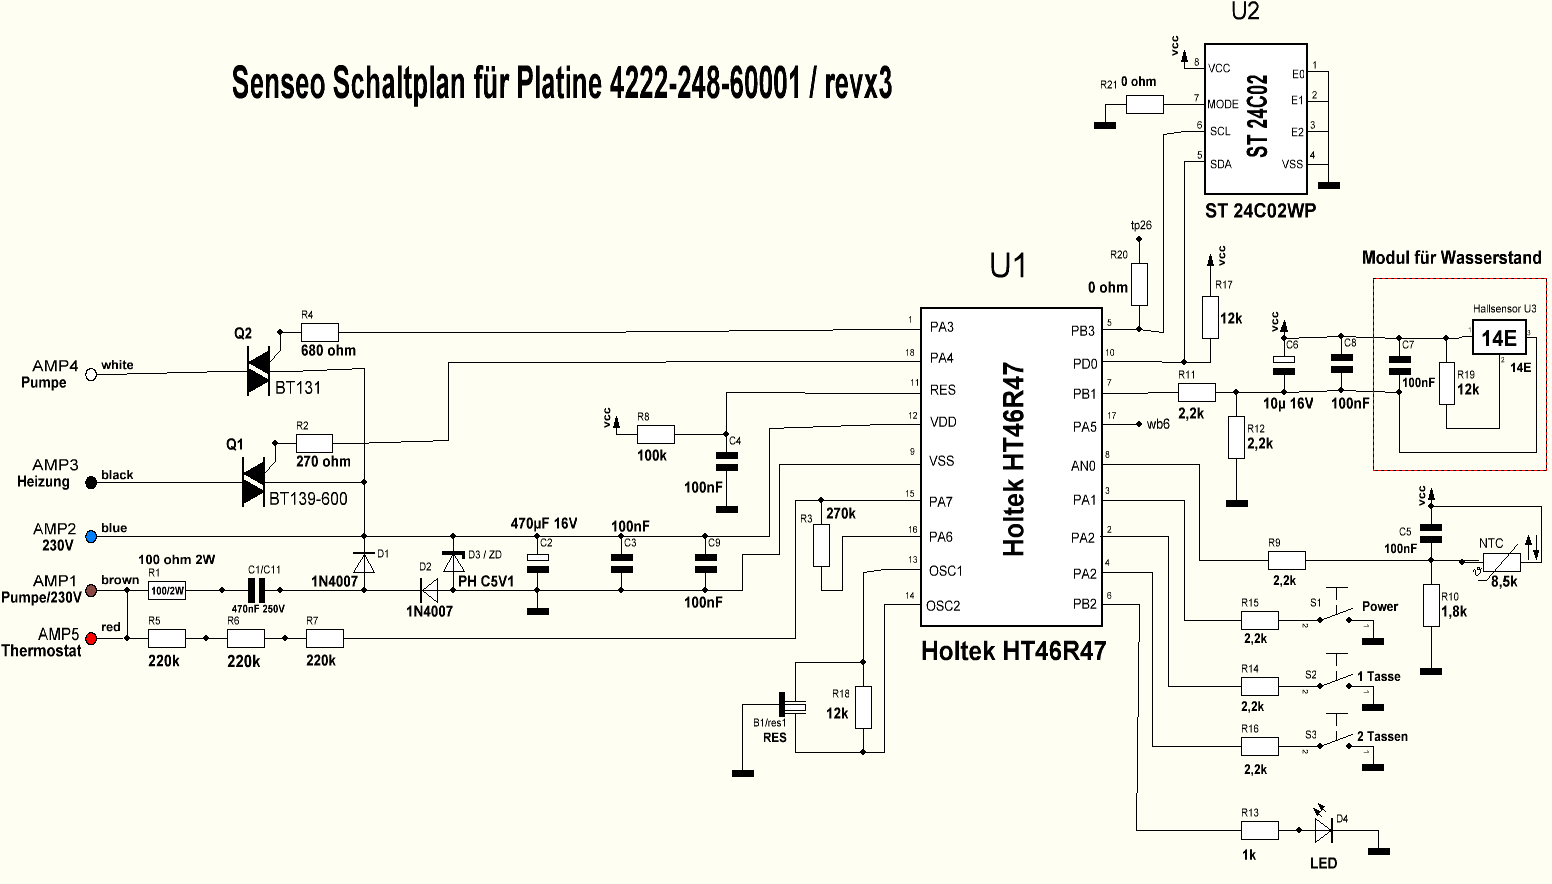 U2
Senseo Schaltplan für Platine 4222-248-60001 / revx3
vcc
8
VCC
E0
1
R21
0 ohm
7
MODE
E1
2
6
SCL
E2
3
5
SDA
VSS
4
ST 24C02
ST 24C02WP
tp26
R20
0 ohm
vcc
R17
12k
Modul für Wasserstand
U1
Hallsensor U3
1
14E
3
14E
2
R19
12k
vcc
C6
10µ 16V
C8
100nF
C7
100nF
Holtek HT46R47
Holtek HT46R47
1
PA3
18
PA4
11
RES
12
VDD
9
VSS
15
PA7
16
PA6
13
OSC1
14
OSC2
PB3
5
PD0
10
PB1
7
PA5
17
wb6
AN0
8
PA1
3
PA2
2
PA2
4
PB2
6
R11
2,2k
R12
2,2k
R4
680 ohm
Q2
BT131
AMP4
Pumpe
white
R2
270 ohm
Q1
BT139-600
AMP3
Heizung
black
vcc
R8
100k
C4
100nF
AMP2
230V
blue
AMP1
Pumpe/230V
brown
AMP5
Thermostat
red
100 ohm 2W
R1
100/2W
C1/C11
470nF 250V
D1
1N4007
D2
1N4007
D3 / ZD
PH C5V1
470µF 16V
C2
100nF
C3
C9
100nF
R3
270k
R5
220k
R6
220k
R7
220k
R18
12k
B1/res1
RES
vcc
C5
100nF
NTC
8,5k
R9
2,2k
R10
1,8k
R15
2,2k
S1
2
1
Power
R14
2,2k
S2
2
1
1 Tasse
R16
2,2k
S3
2
1
2 Tassen
R13
1k
D4
LED